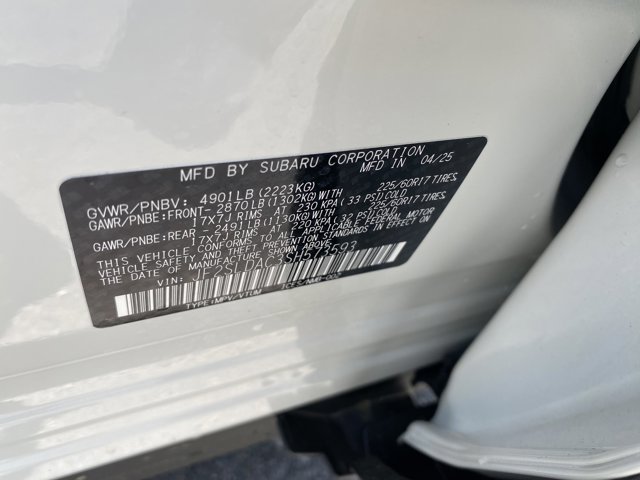 MFD BY SUBARU CORPORATION
MFD IN 04/25
GVWR/PNBV: 4901LB(2223KG)
GAWR/PNBE:FRONT-2870LB(1302KG)WITH 225/60R17 TIRES,
17X7J RIMS AT 230 KPA(33 PSI)COLD
GAWR/PNBE:REAR -2491LB(1130KG)WITH 225/60R17 TIRES,
17X7J RIMS AT 220 KPA(32 PSI)COLD
THIS VEHICLE CONFORMS TO ALL APPLICABLE FEDERAL MOTOR
VEHICLE SAFETY STANDARDS IN EFFECT ON THE
DATE OF MANUFACTURE SHOWN ABOVE.
VIN:
TYPE:MPV/VTUM